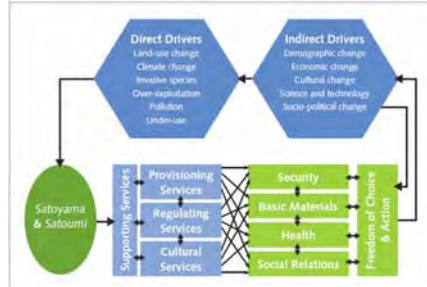 Direct Drivers
Land-use change
Climate change
Invasive species
Over-exploitation
Pollution
Under-use
Indirect Drivers
Demographic change
Economic change
Cultural change
Science and technology
Socio-political change
Satoyama
& Satoumi
Supporting Services
Provisioning
Services
Regulating
Services
Cultural
Services
Security
Basic Materials
Health
Social Relations
Freedom of Choice
& Action